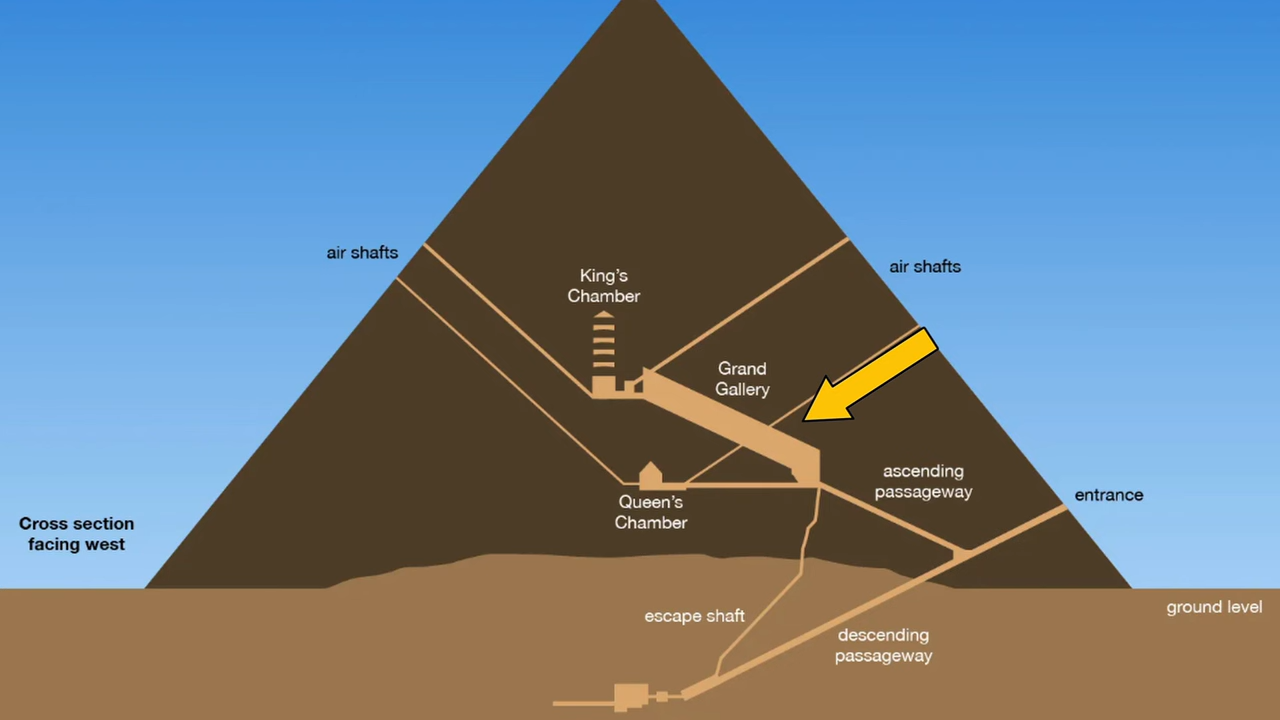 air shafts
air shafts
King's
Chamber
Grand
Gallery
ascending
passageway
entrance
Queen's
Chamber
Cross section
facing west
ground level
escape shaft
descending
passageway